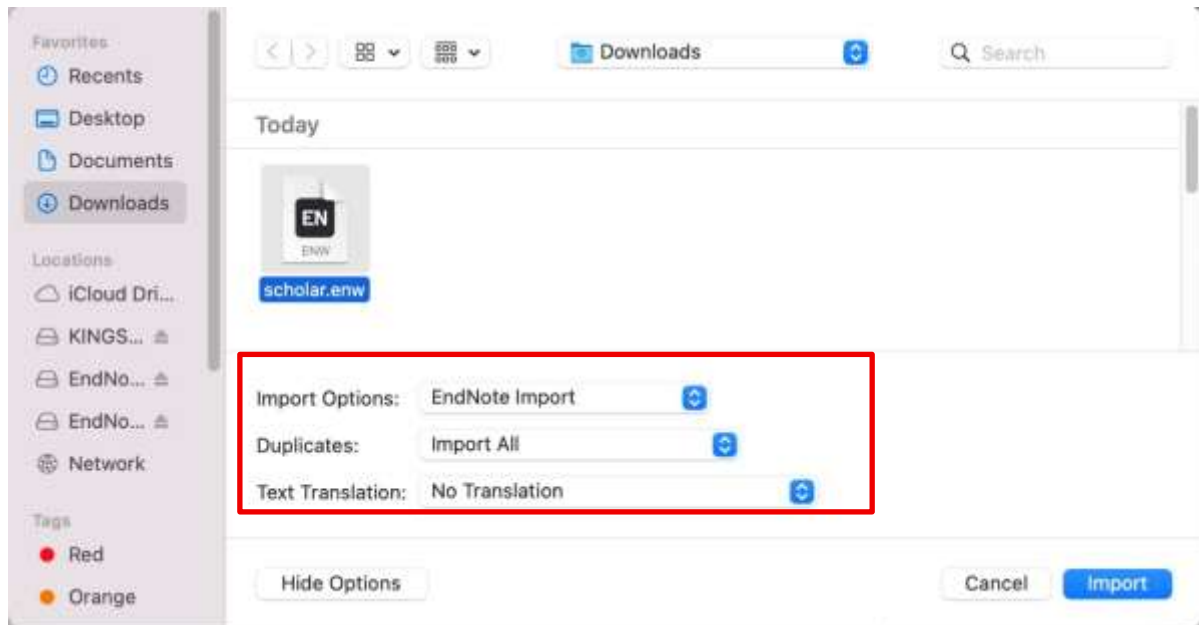 Favorites
Recents
Desktop
Documents
Downloads
Locations
iCloud Dri...
KINGS...
EndNo...
EndNo...
Network
Tags
Red
Orange
Downloads
Search
Today
EN
ENW
scholar.enw
Import Options: EndNote Import
Duplicates: Import All
Text Translation: No Translation
Hide Options
Cancel
Import